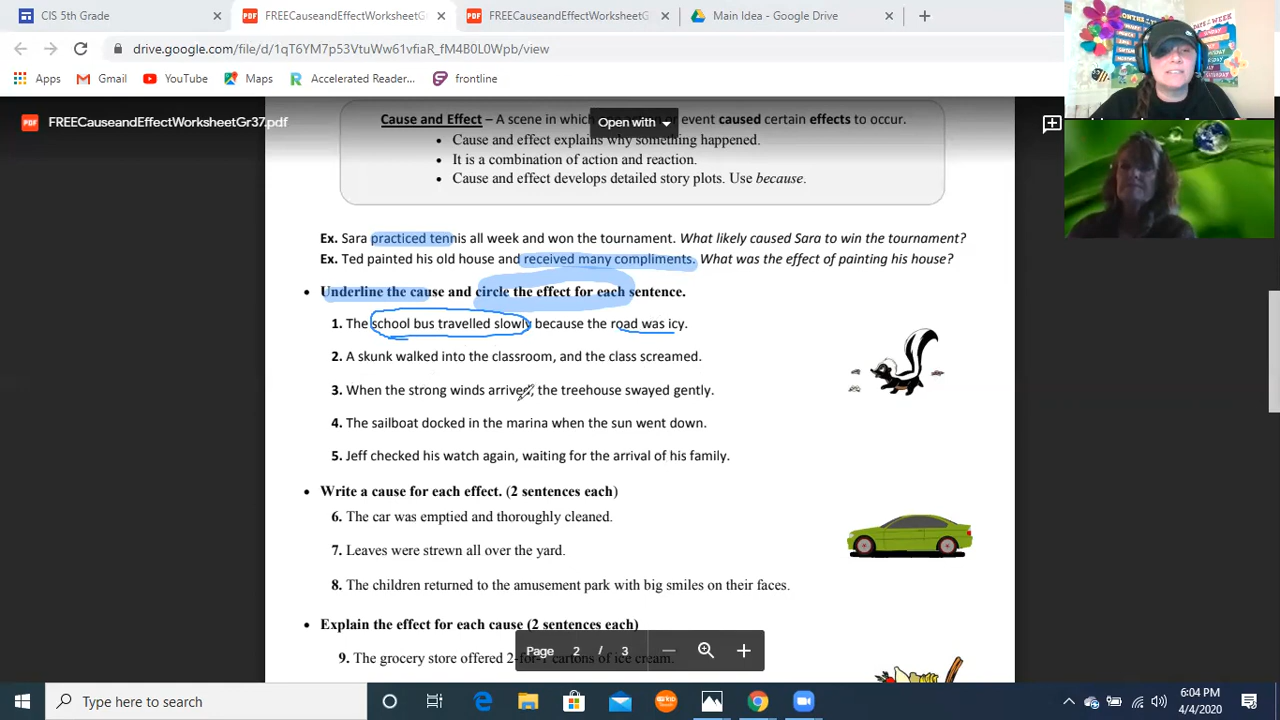 CIS 5th Grade
FREECauseandEffectWorksheetG
FREECauseandEffectWorksheetG
Main Idea - Google Drive
Apps
Gmail
YouTube
Maps
Accelerated Reader...
frontline
FREECauseandEffectWorksheetGr37.pdf
Open with
Cause and Effect – A scene in which or event caused certain effects to occur.
• Cause and effect explains why something happened.
• It is a combination of action and reaction.
• Cause and effect develops detailed story plots. Use because.
Ex. Sara practiced tennis all week and won the tournament. What likely caused Sara to win the tournament?
Ex. Ted painted his old house and received many compliments. What was the effect of painting his house?
• Underline the cause and circle the effect for each sentence.
1. The school bus travelled slowly because the road was icy.
2. A skunk walked into the classroom, and the class screamed.
3. When the strong winds arrived, the treehouse swayed gently.
4. The sailboat docked in the marina when the sun went down.
5. Jeff checked his watch again, waiting for the arrival of his family.
• Write a cause for each effect. (2 sentences each)
6. The car was emptied and thoroughly cleaned.
7. Leaves were strewn all over the yard.
8. The children returned to the amusement park with big smiles on their faces.
• Explain the effect for each cause (2 sentences each)
9. The grocery store offered 2-for-1 cartons of ice cream.
Page 2 / 3
Type here to search
6:04 PM
4/4/2020